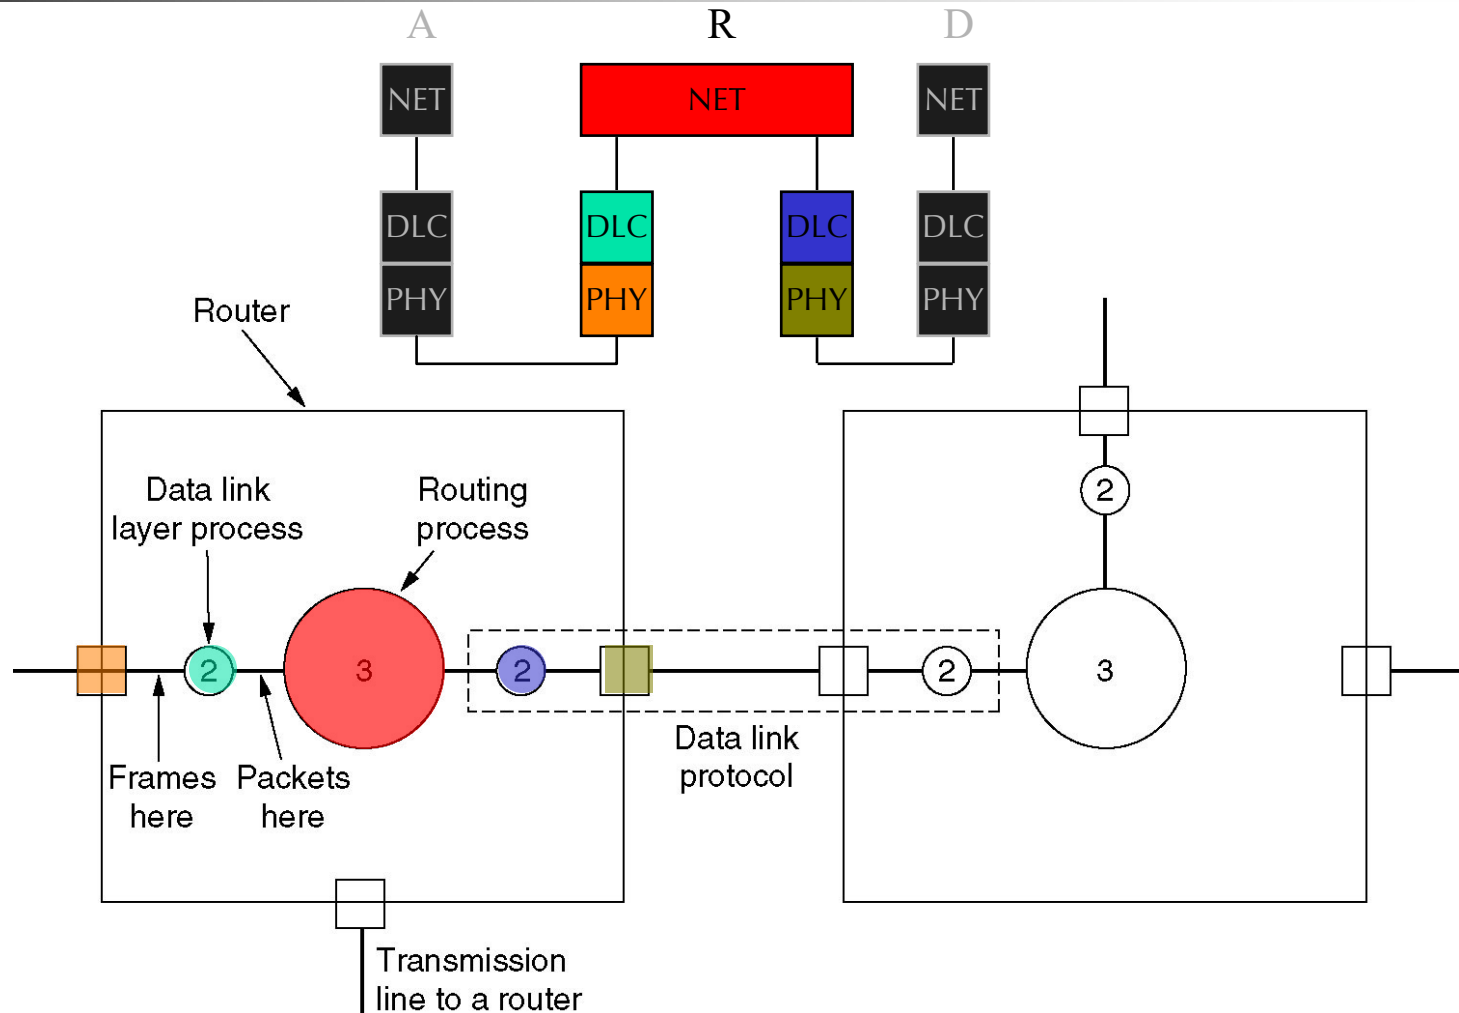 A R D
NET NET NET
DLC DLC DLC DLC
PHY PHY PHY PHY
Router
Data link
layer process
Routing
process
2
2 3 2 2 3
Data link
protocol
Frames
here
Packets
here
Transmission
line to a router